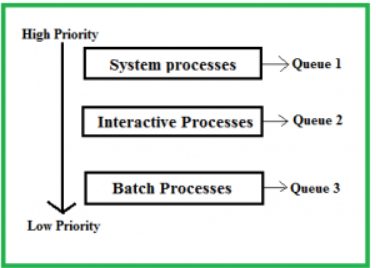 High Priority
System processes
Queue 1
Interactive Processes
Queue 2
Batch Processes
Queue 3
Low Priority